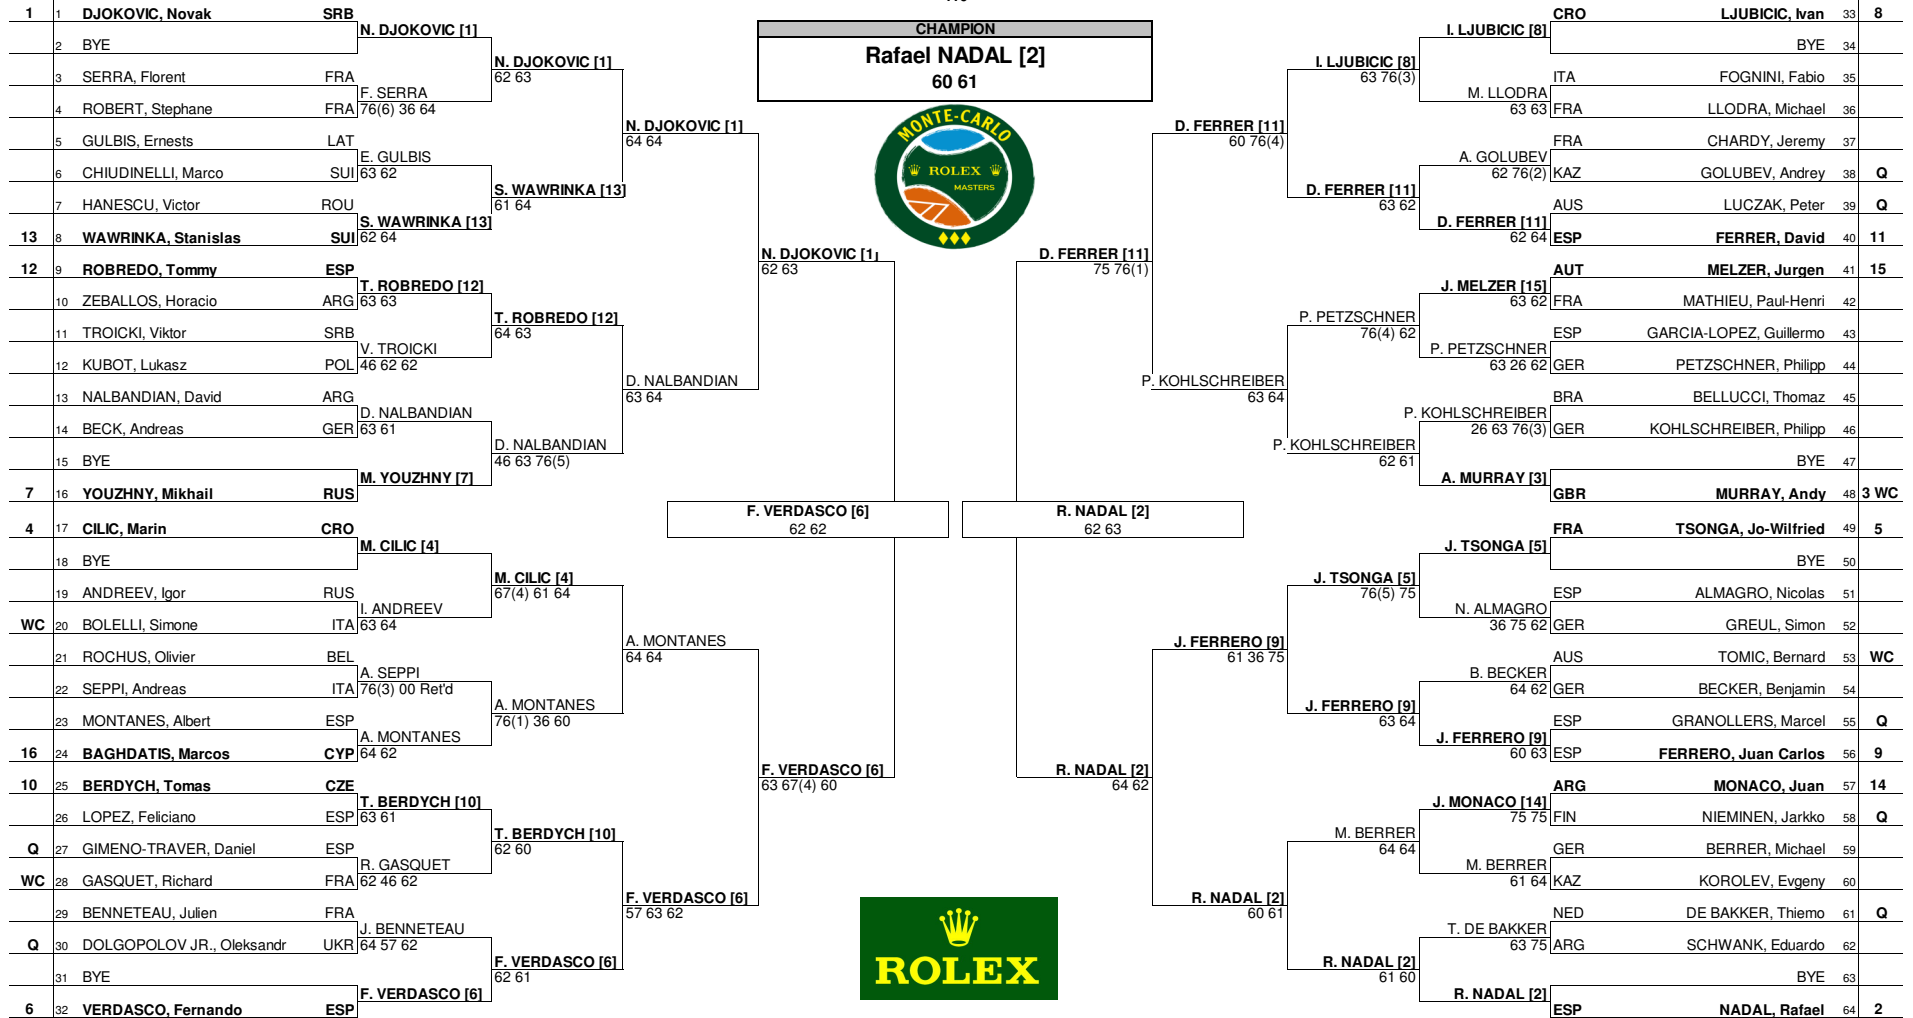 1 1 DJOKOVIC, Novak SRB
N. DJOKOVIC [1]
2 BYE
N. DJOKOVIC [1]
62 63
3 SERRA, Florent FRA
F. SERRA
76(6) 36 64
4 ROBERT, Stephane FRA
N. DJOKOVIC [1]
64 64
5 GULBIS, Ernests LAT
E. GULBIS
63 62
6 CHIUDINELLI, Marco SUI
S. WAWRINKA [13]
61 64
7 HANESCU, Victor ROU
S. WAWRINKA [13]
62 64
13 8 WAWRINKA, Stanislas SUI
N. DJOKOVIC [1]
62 63
12 9 ROBREDO, Tommy ESP
T. ROBREDO [12]
63 63
10 ZEBALLOS, Horacio ARG
T. ROBREDO [12]
64 63
11 TROICKI, Viktor SRB
V. TROICKI
46 62 62
12 KUBOT, Lukasz POL
D. NALBANDIAN
63 64
13 NALBANDIAN, David ARG
D. NALBANDIAN
63 61
14 BECK, Andreas GER
D. NALBANDIAN
46 63 76(5)
15 BYE
M. YOUZHNY [7]
7 16 YOUZHNY, Mikhail RUS
F. VERDASCO [6]
62 62
4 17 CILIC, Marin CRO
M. CILIC [4]
18 BYE
M. CILIC [4]
67(4) 61 64
19 ANDREEV, Igor RUS
I. ANDREEV
63 64
WC 20 BOLELLI, Simone ITA
A. MONTANES
64 64
21 ROCHUS, Olivier BEL
A. SEPPI
76(3) 00 Ret'd
22 SEPPI, Andreas ITA
A. MONTANES
76(1) 36 60
23 MONTANES, Albert ESP
A. MONTANES
64 62
16 24 BAGHDATIS, Marcos CYP
F. VERDASCO [6]
63 67(4) 60
10 25 BERDYCH, Tomas CZE
T. BERDYCH [10]
63 61
26 LOPEZ, Feliciano ESP
T. BERDYCH [10]
62 60
Q 27 GIMENO-TRAVER, Daniel ESP
R. GASQUET
62 46 62
WC 28 GASQUET, Richard FRA
F. VERDASCO [6]
57 63 62
29 BENNETEAU, Julien FRA
J. BENNETEAU
64 57 62
Q 30 DOLGOPOLOV JR., Oleksandr UKR
F. VERDASCO [6]
62 61
31 BYE
F. VERDASCO [6]
6 32 VERDASCO, Fernando ESP
CHAMPION
Rafael NADAL [2]
60 61
MONTE-CARLO
ROLEX
MASTERS
ROLEX
CRO LJUBICIC, Ivan 33 8
I. LJUBICIC [8]
BYE 34
I. LJUBICIC [8]
63 76(3)
ITA FOGNINI, Fabio 35
M. LLODRA
63 63
FRA LLODRA, Michael 36
D. FERRER [11]
60 76(4)
FRA CHARDY, Jeremy 37
A. GOLUBEV
62 76(2)
KAZ GOLUBEV, Andrey 38 Q
D. FERRER [11]
63 62
AUS LUCZAK, Peter 39 Q
D. FERRER [11]
62 64
ESP FERRER, David 40 11
D. FERRER [11]
75 76(1)
AUT MELZER, Jurgen 41 15
J. MELZER [15]
63 62
FRA MATHIEU, Paul-Henri 42
P. PETZSCHNER
76(4) 62
ESP GARCIA-LOPEZ, Guillermo 43
P. PETZSCHNER
63 26 62
GER PETZSCHNER, Philipp 44
P. KOHLSCHREIBER
63 64
BRA BELLUCCI, Thomaz 45
P. KOHLSCHREIBER
26 63 76(3)
GER KOHLSCHREIBER, Philipp 46
P. KOHLSCHREIBER
62 61
BYE 47
A. MURRAY [3]
GBR MURRAY, Andy 48 3 WC
R. NADAL [2]
62 63
FRA TSONGA, Jo-Wilfried 49 5
J. TSONGA [5]
BYE 50
J. TSONGA [5]
76(5) 75
ESP ALMAGRO, Nicolas 51
N. ALMAGRO
36 75 62
GER GREUL, Simon 52
J. FERRERO [9]
61 36 75
AUS TOMIC, Bernard 53 WC
B. BECKER
64 62
GER BECKER, Benjamin 54
J. FERRERO [9]
63 64
ESP GRANOLLERS, Marcel 55 Q
J. FERRERO [9]
60 63
ESP FERRERO, Juan Carlos 56 9
R. NADAL [2]
64 62
ARG MONACO, Juan 57 14
J. MONACO [14]
75 75
FIN NIEMINEN, Jarkko 58 Q
M. BERRER
64 64
GER BERRER, Michael 59
M. BERRER
61 64
KAZ KOROLEV, Evgeny 60
R. NADAL [2]
60 61
NED DE BAKKER, Thiemo 61 Q
T. DE BAKKER
63 75
ARG SCHWANK, Eduardo 62
R. NADAL [2]
61 60
BYE 63
R. NADAL [2]
ESP NADAL, Rafael 64 2